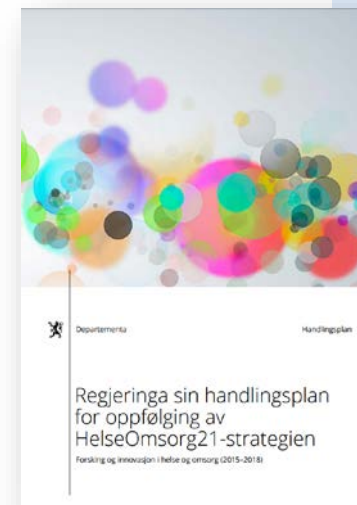 Departementa Handlingsplan
Regjeringa sin handlingsplan
for oppfølging av
HelseOmsorg21-strategien
Forsking og innovasjon i helse og omsorg (2015–2018)